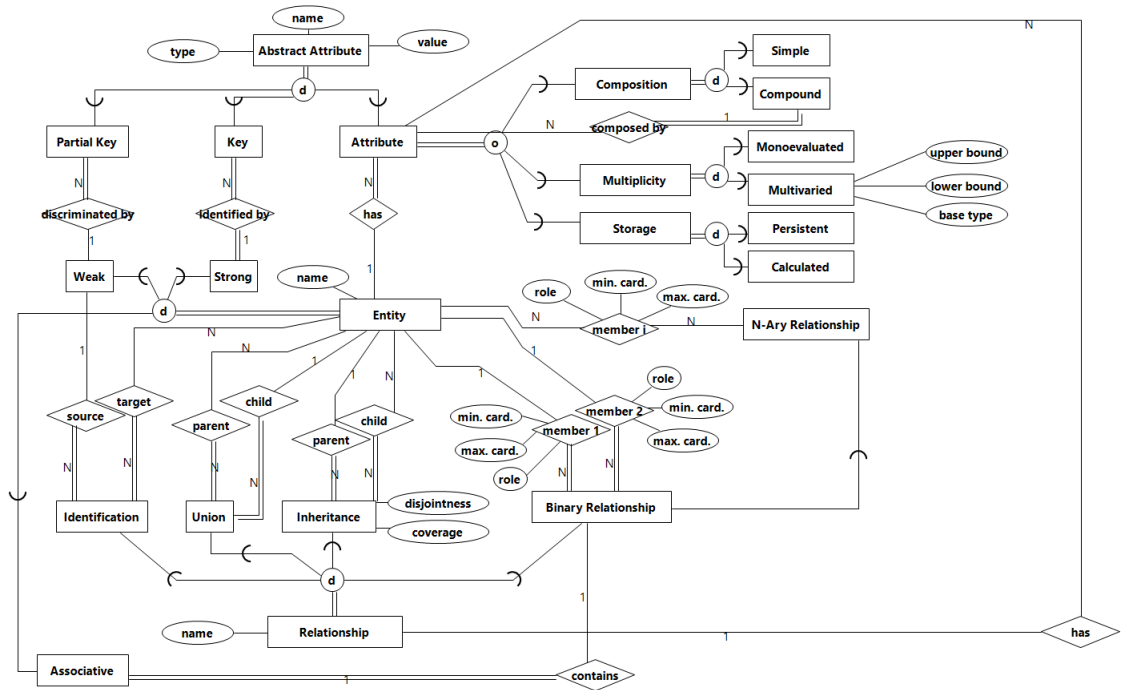 name
N
type
Abstract Attribute
value
Simple
d
Composition
d
Compound
N
1
composed by
Partial Key
Key
Attribute
o
Monoevaluated
upper bound
N
N
N
Multiplicity
d
Multivaried
lower bound
discriminated by
Identified by
has
base type
1
1
Storage
d
Persistent
Calculated
Weak
Strong
name
1
min. card.
role
max. card.
d
Entity
N
member i
N
N-Ary Relationship
N
1
N
1
1
N
1
1
role
target
child
source
parent
child
parent
min. card.
member 2
min. card.
member 1
max. card.
max. card.
N
N
N
N
N
N
N
N
role
disjointness
Identification
Union
Inheritance
Binary Relationship
coverage
d
1
name
Relationship
1
has
Associative
1
contains